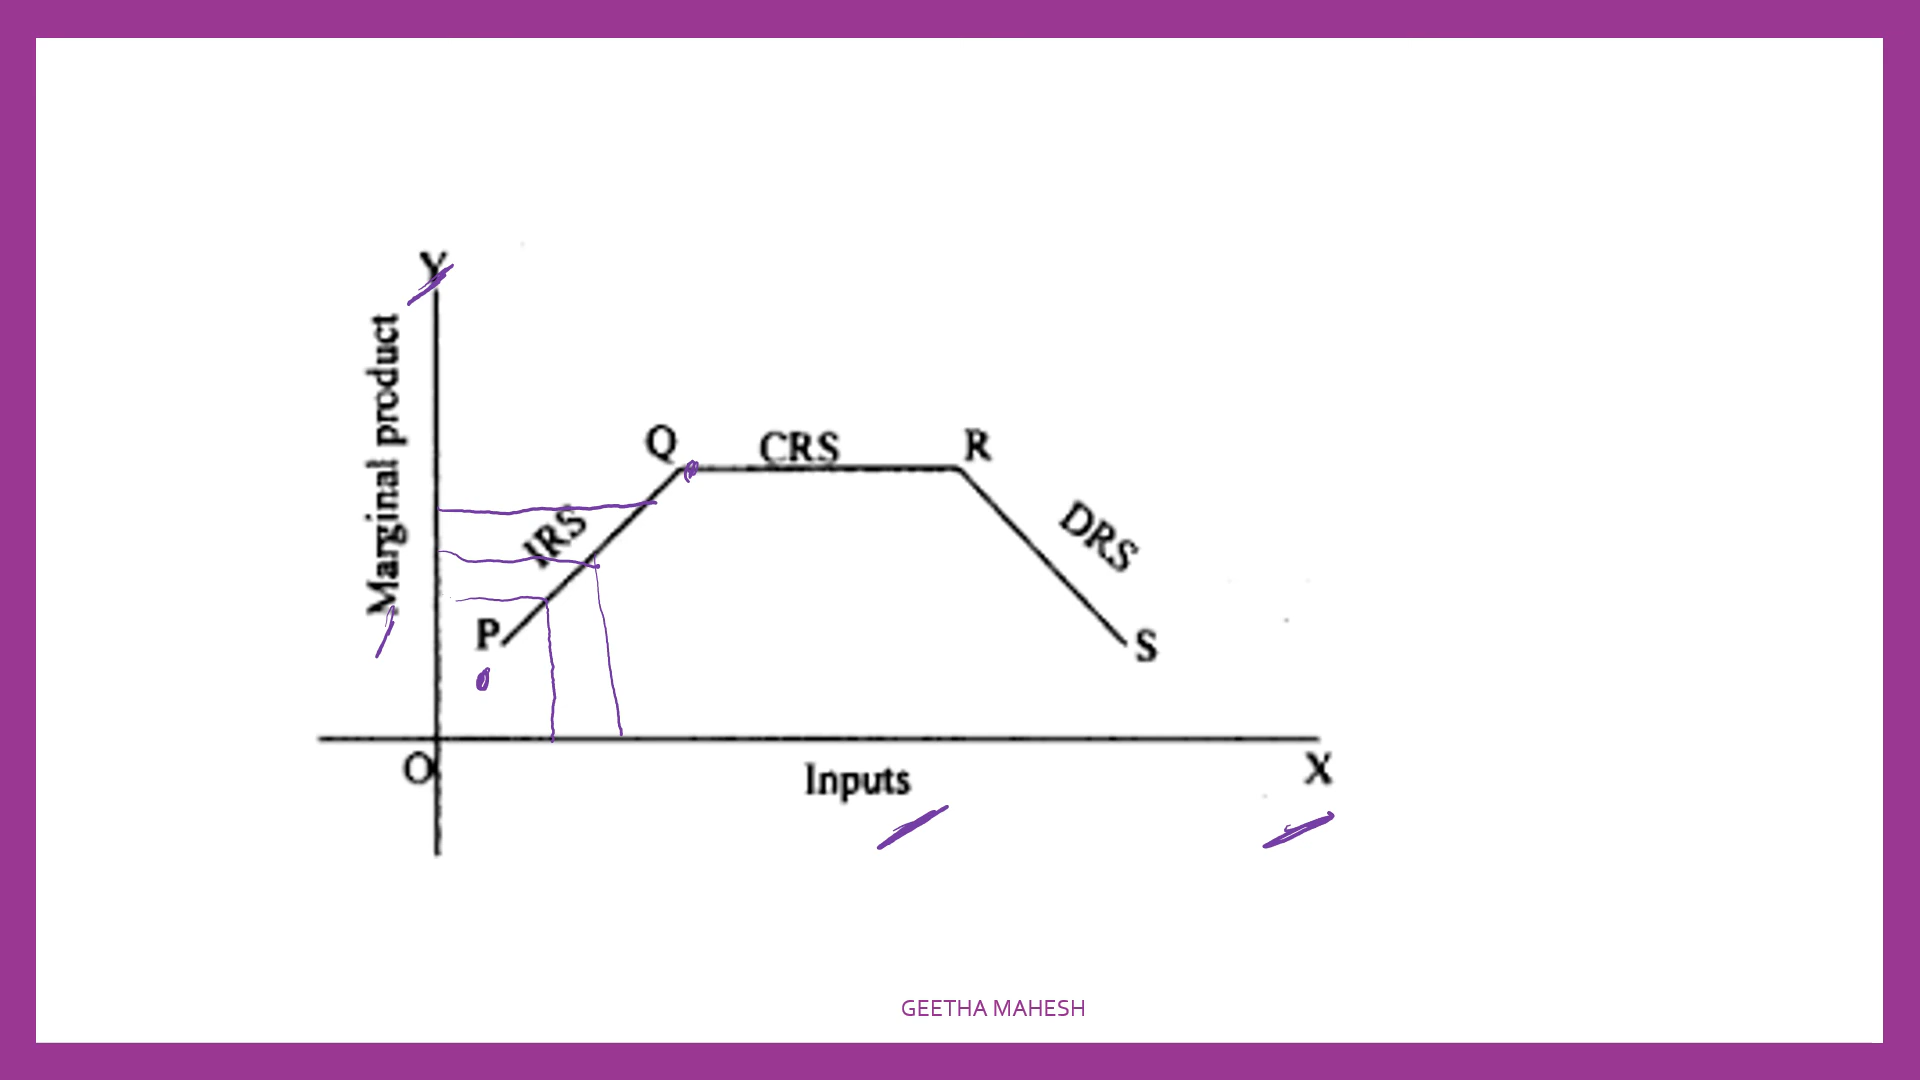 Y
Marginal product
Q
CRS
R
IRS
DRS
P
S
O
Inputs
X
GEETHA MAHESH